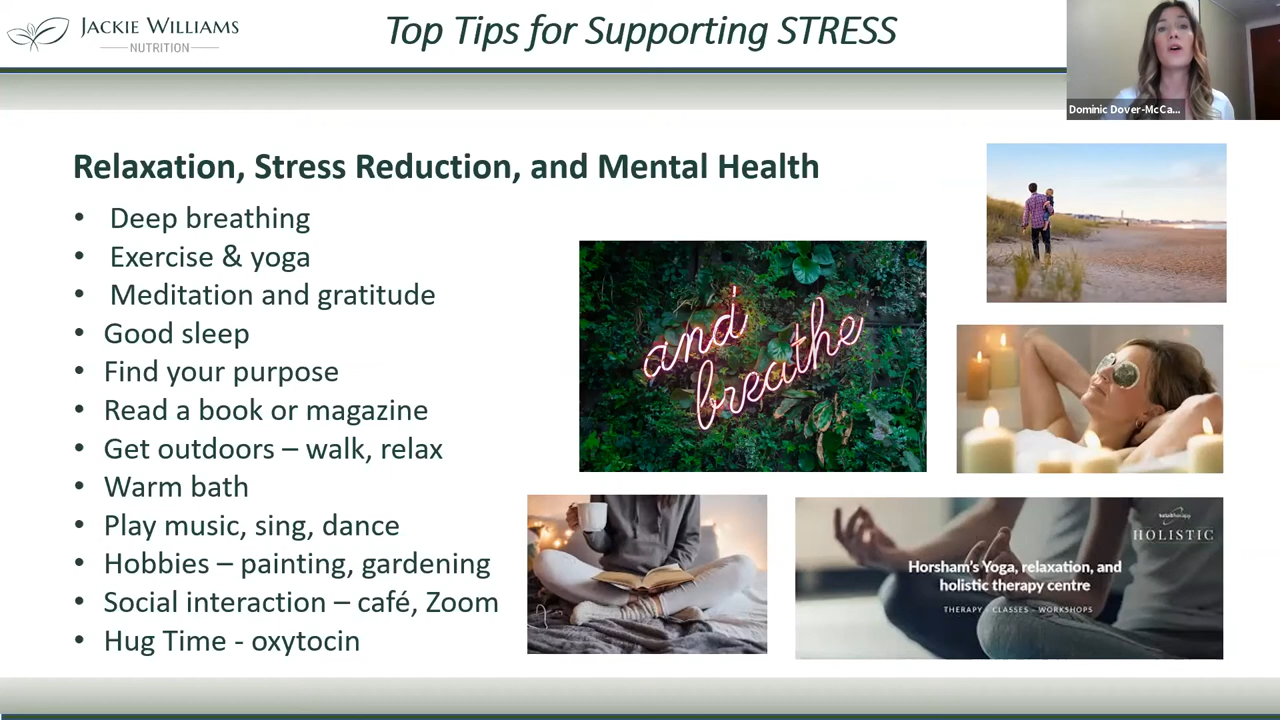 JACKIE WILLIAMS
NUTRITION
Top Tips for Supporting STRESS
Dominic Dover-McCa...
Relaxation, Stress Reduction, and Mental Health
• Deep breathing
• Exercise & yoga
• Meditation and gratitude
• Good sleep
• Find your purpose
• Read a book or magazine
• Get outdoors – walk, relax
• Warm bath
• Play music, sing, dance
• Hobbies – painting, gardening
• Social interaction – café, Zoom
• Hug Time - oxytocin
and
breathe
HOLISTIC
Horsham's Yoga, relaxation, and
holistic therapy centre
THERAPY CLASSES WORKSHOPS